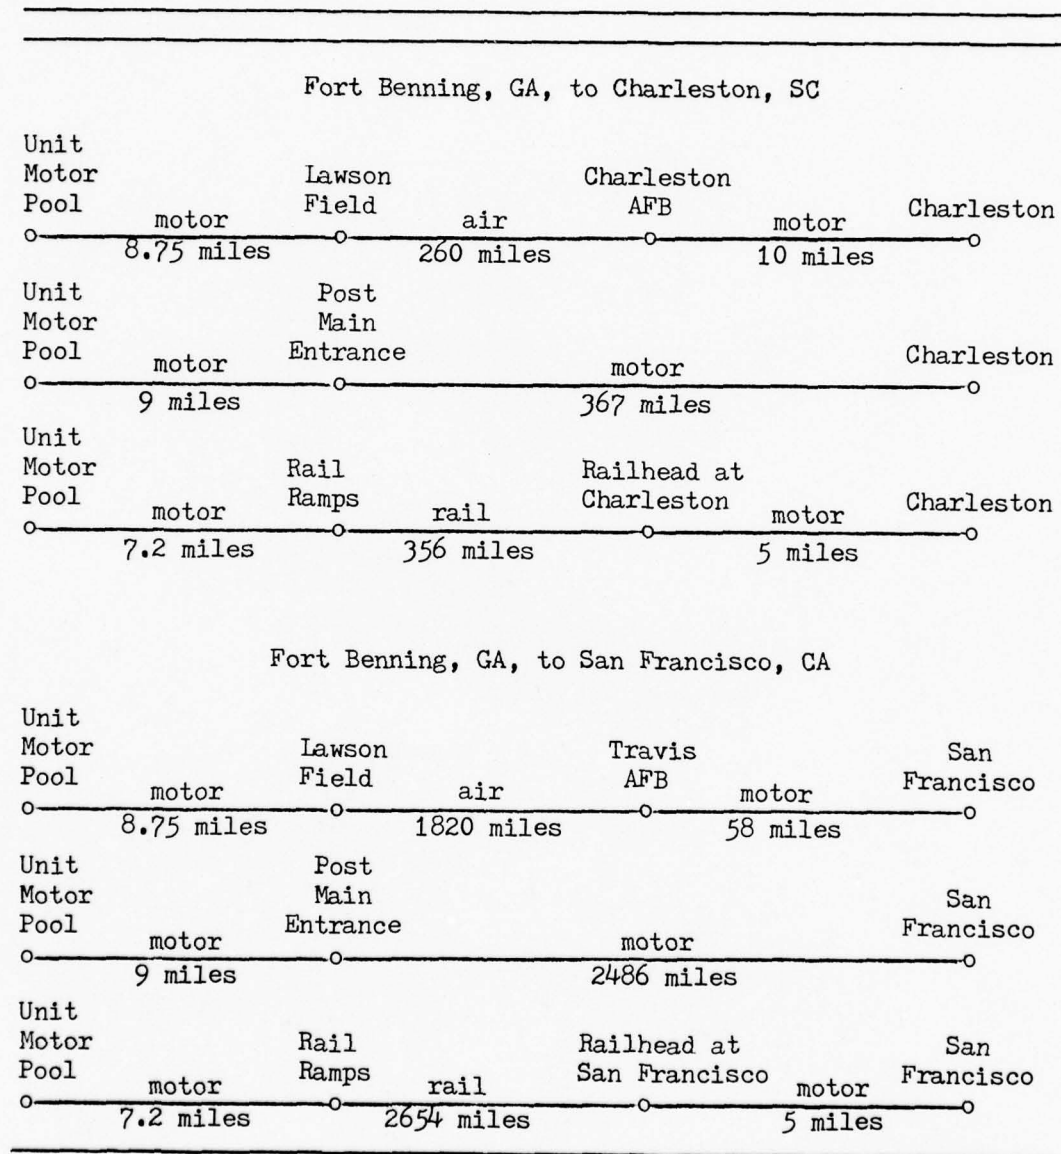 Fort Benning, GA, to Charleston, SC
Unit
Motor
Pool
Lawson
Field
Charleston
AFB
Charleston
motor
air
motor
8.75 miles
260 miles
10 miles
Unit
Motor
Pool
Post
Main
Entrance
Charleston
motor
motor
9 miles
367 miles
Unit
Motor
Pool
Rail
Ramps
Railhead at
Charleston
Charleston
motor
rail
motor
7.2 miles
356 miles
5 miles
Fort Benning, GA, to San Francisco, CA
Unit
Motor
Pool
Lawson
Field
Travis
AFB
San
Francisco
motor
air
motor
8.75 miles
1820 miles
58 miles
Unit
Motor
Pool
Post
Main
Entrance
San
Francisco
motor
motor
9 miles
2486 miles
Unit
Motor
Pool
Rail
Ramps
Railhead at
San Francisco
San
Francisco
motor
rail
motor
7.2 miles
2654 miles
5 miles